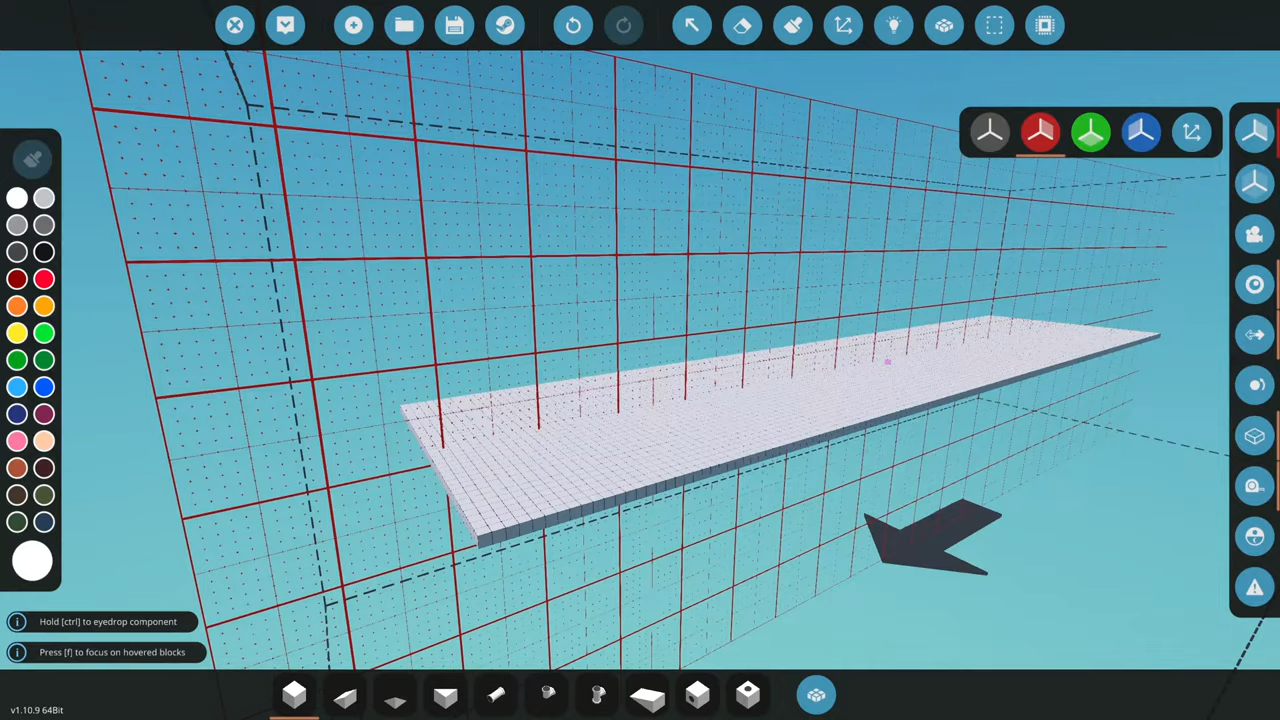 Hold [ctrl] to eyedrop component
Press [f] to focus on hovered blocks
v1.10.9 64Bit